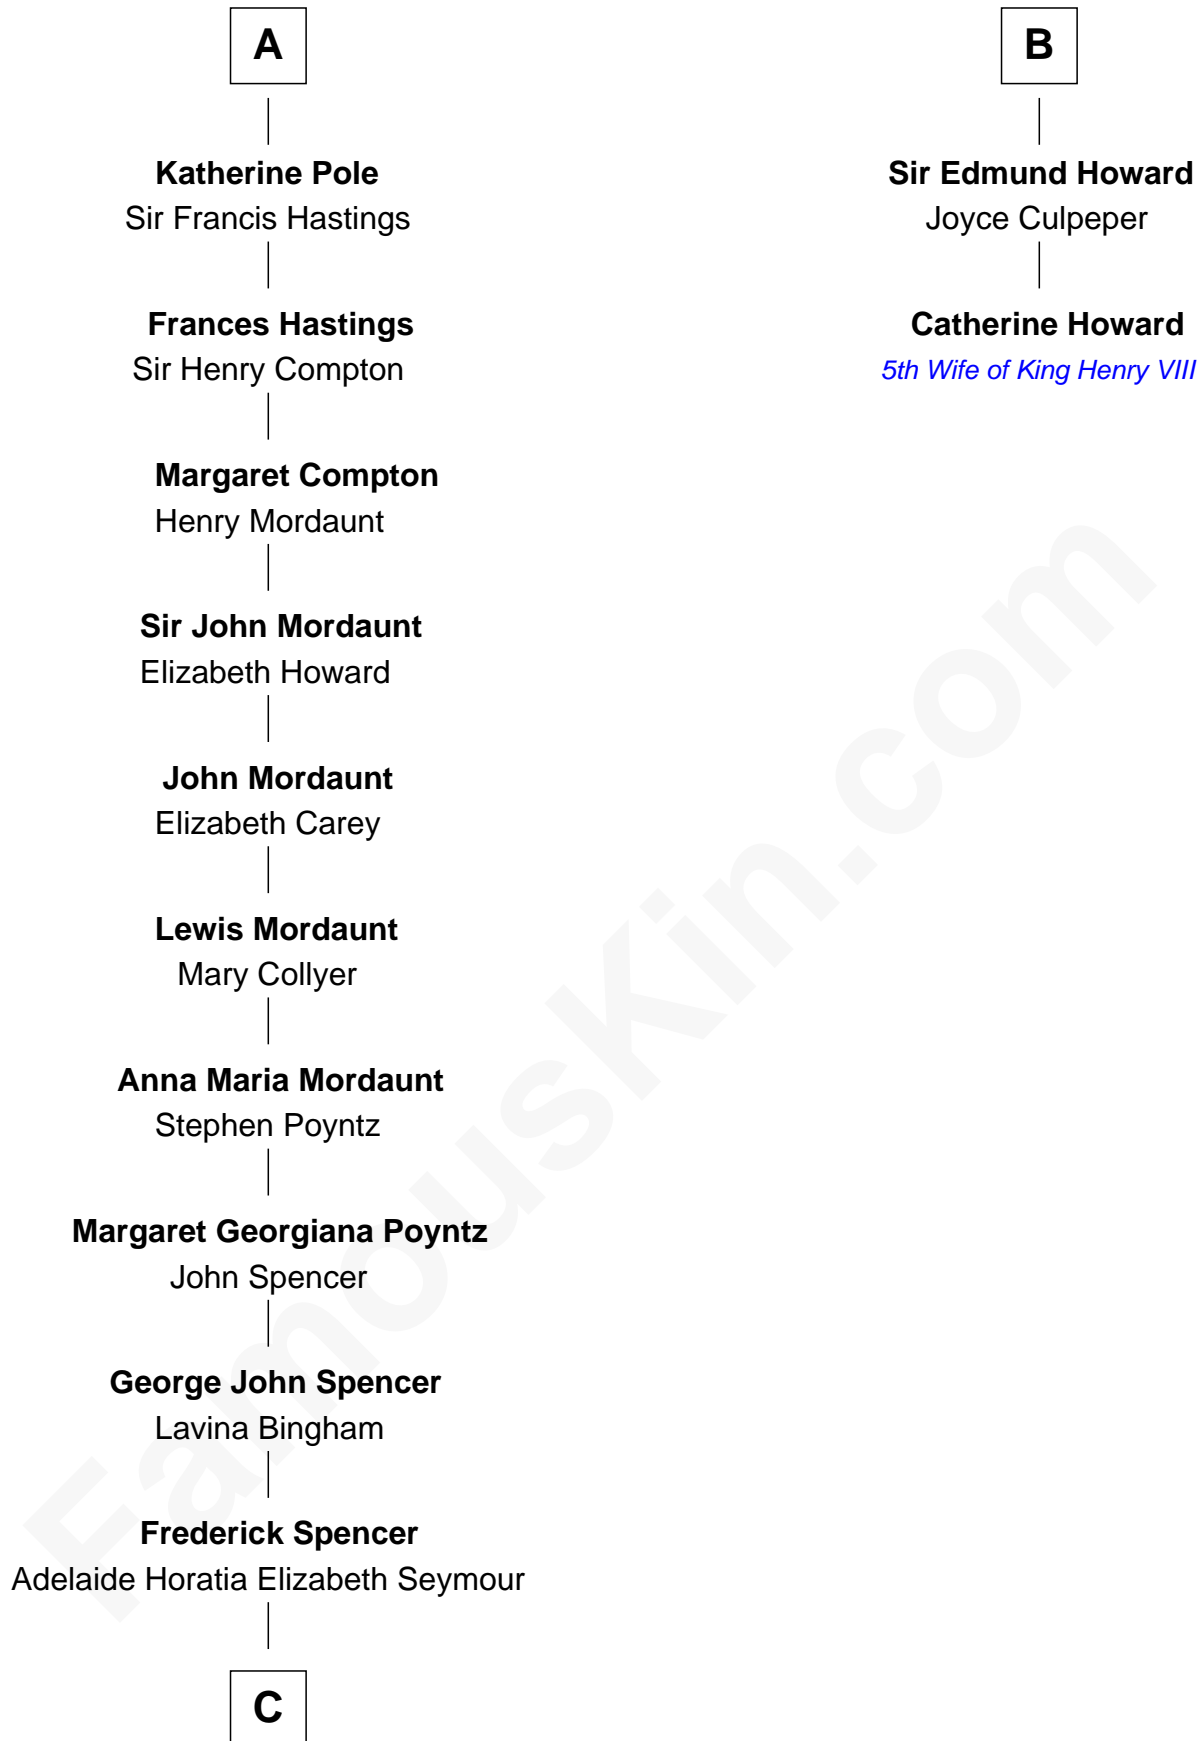 A
Katherine Pole
Sir Francis Hastings
Frances Hastings
Sir Henry Compton
Margaret Compton
Henry Mordaunt
Sir John Mordaunt
Elizabeth Howard
John Mordaunt
Elizabeth Carey
Lewis Mordaunt
Mary Collyer
Anna Maria Mordaunt
Stephen Poyntz
Margaret Georgiana Poyntz
John Spencer
George John Spencer
Lavina Bingham
Frederick Spencer
Adelaide Horatia Elizabeth Seymour
C
B
Sir Edmund Howard
Joyce Culpeper
Catherine Howard
5th Wife of King Henry VIII
FamousKin.com